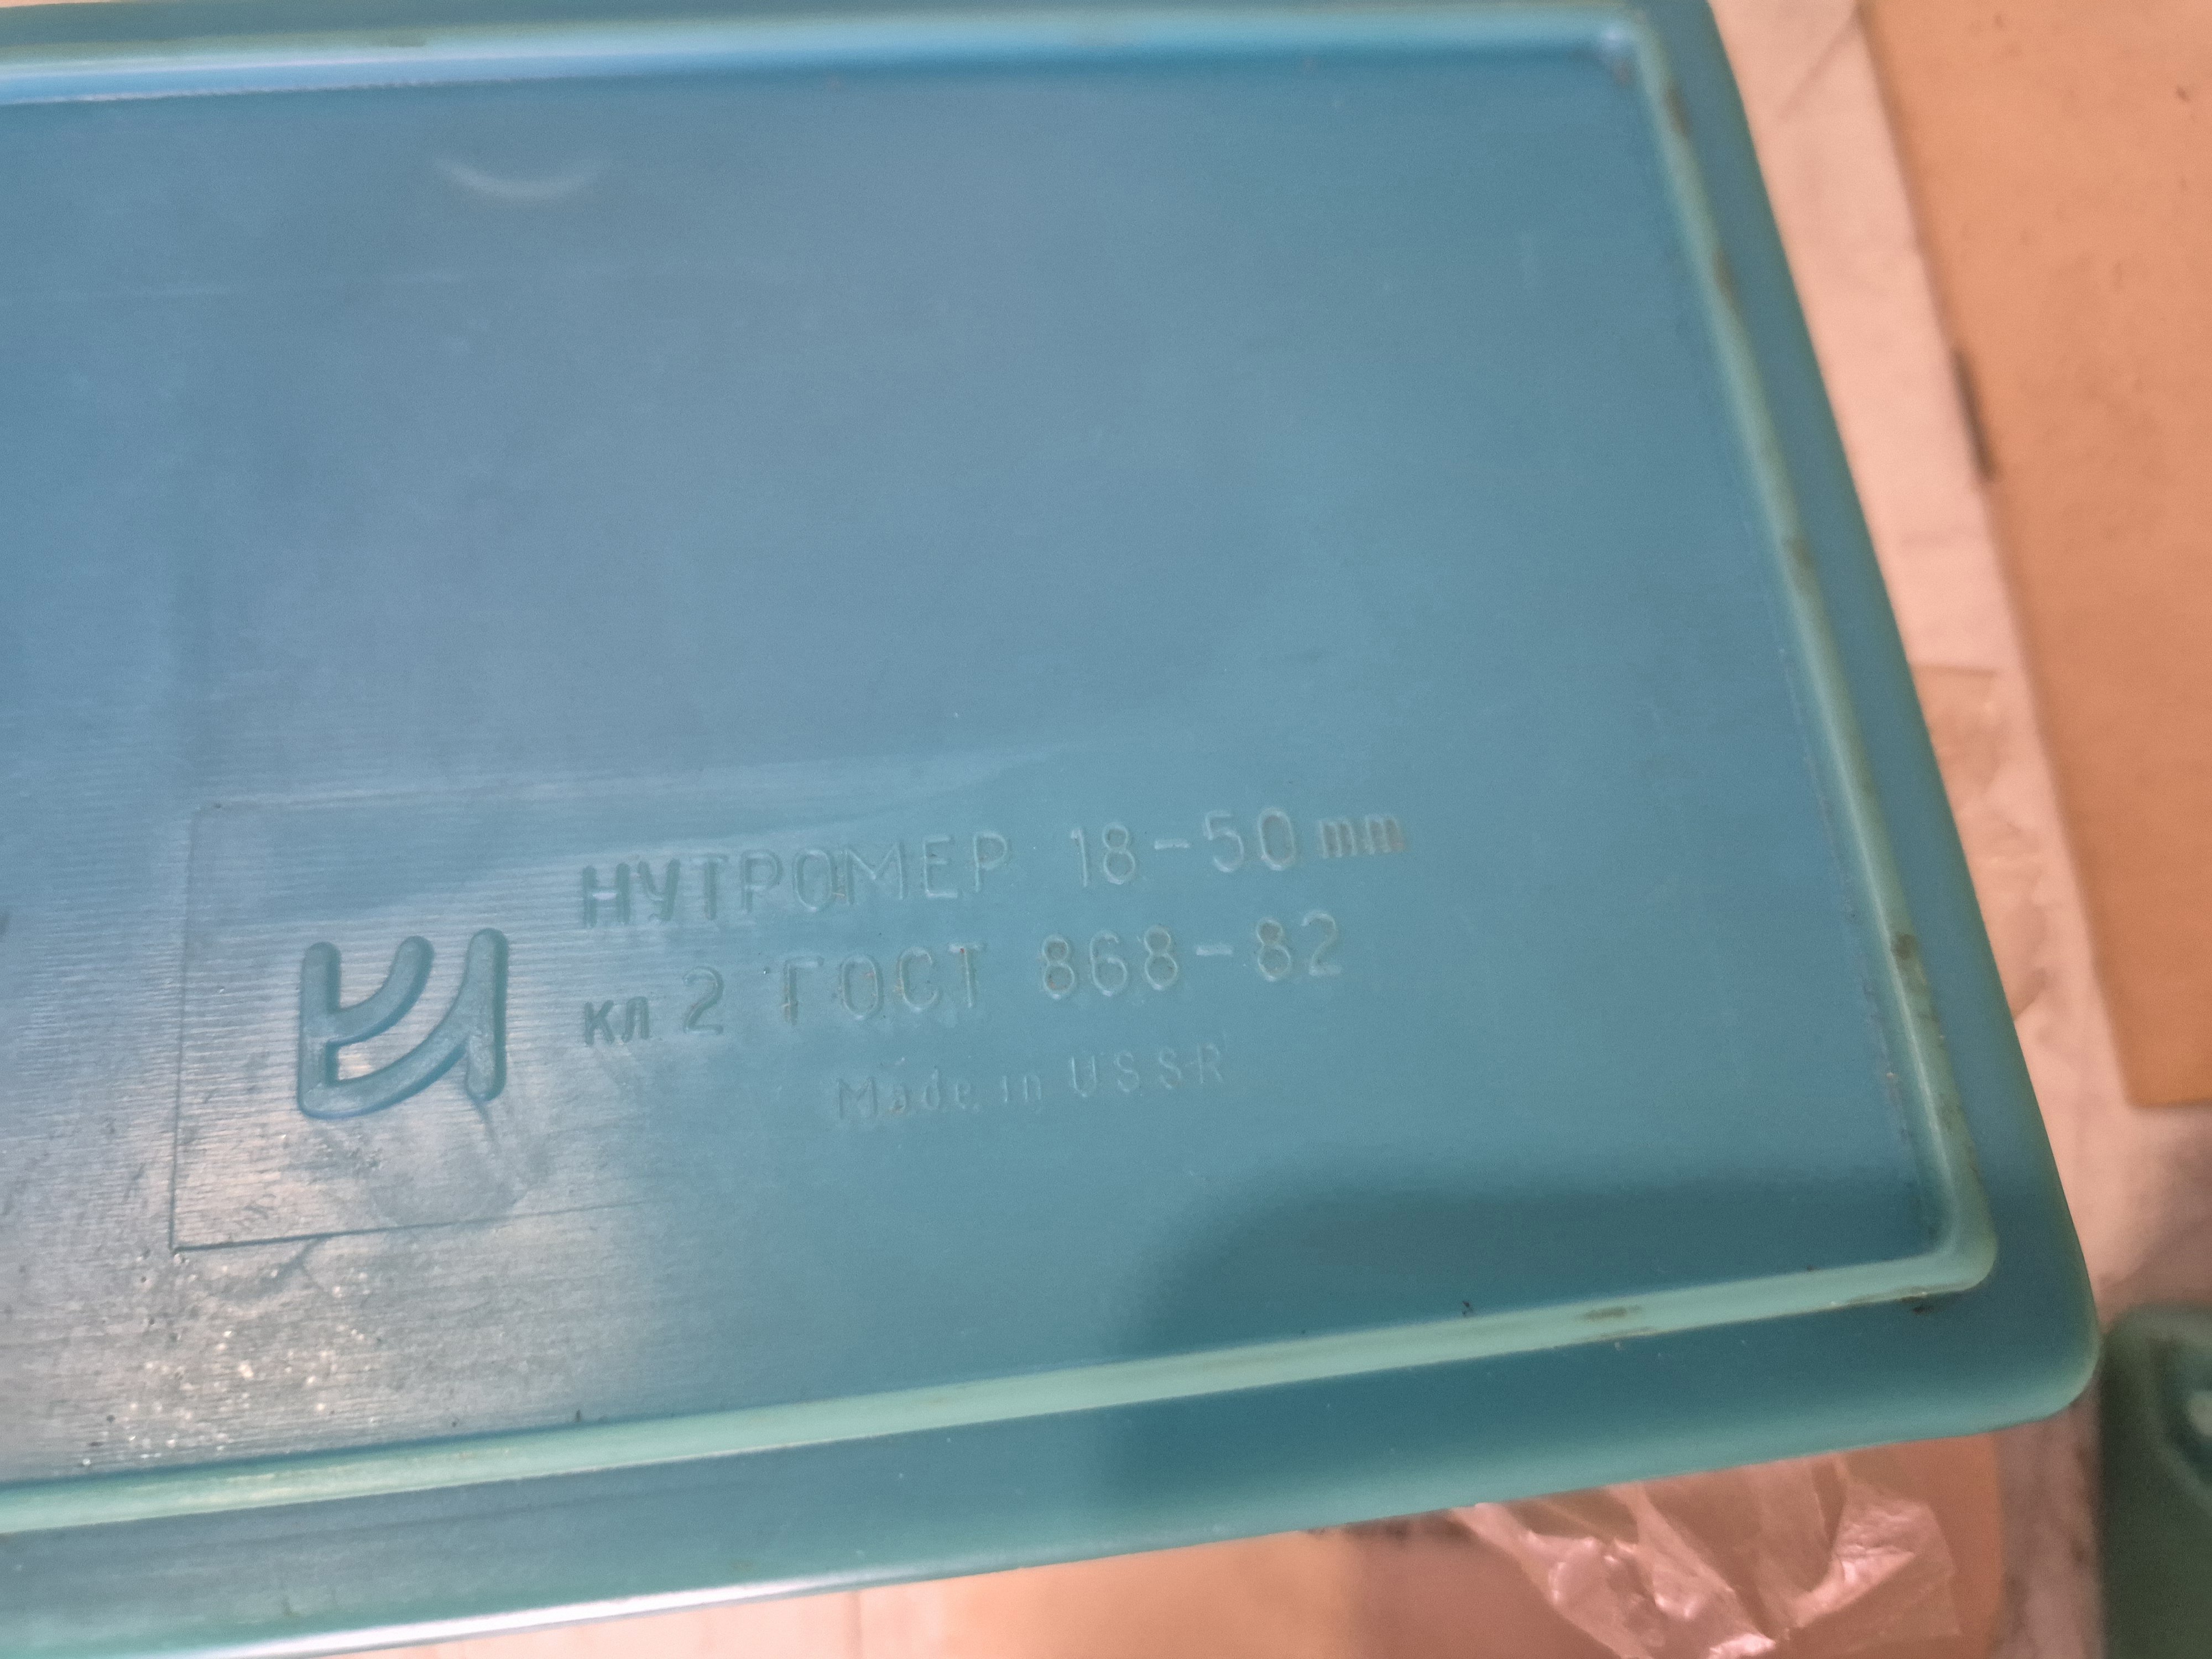 НУТРОМЕР 18-50 mm
кл 2 ГОСТ 868-82
Made in USSR